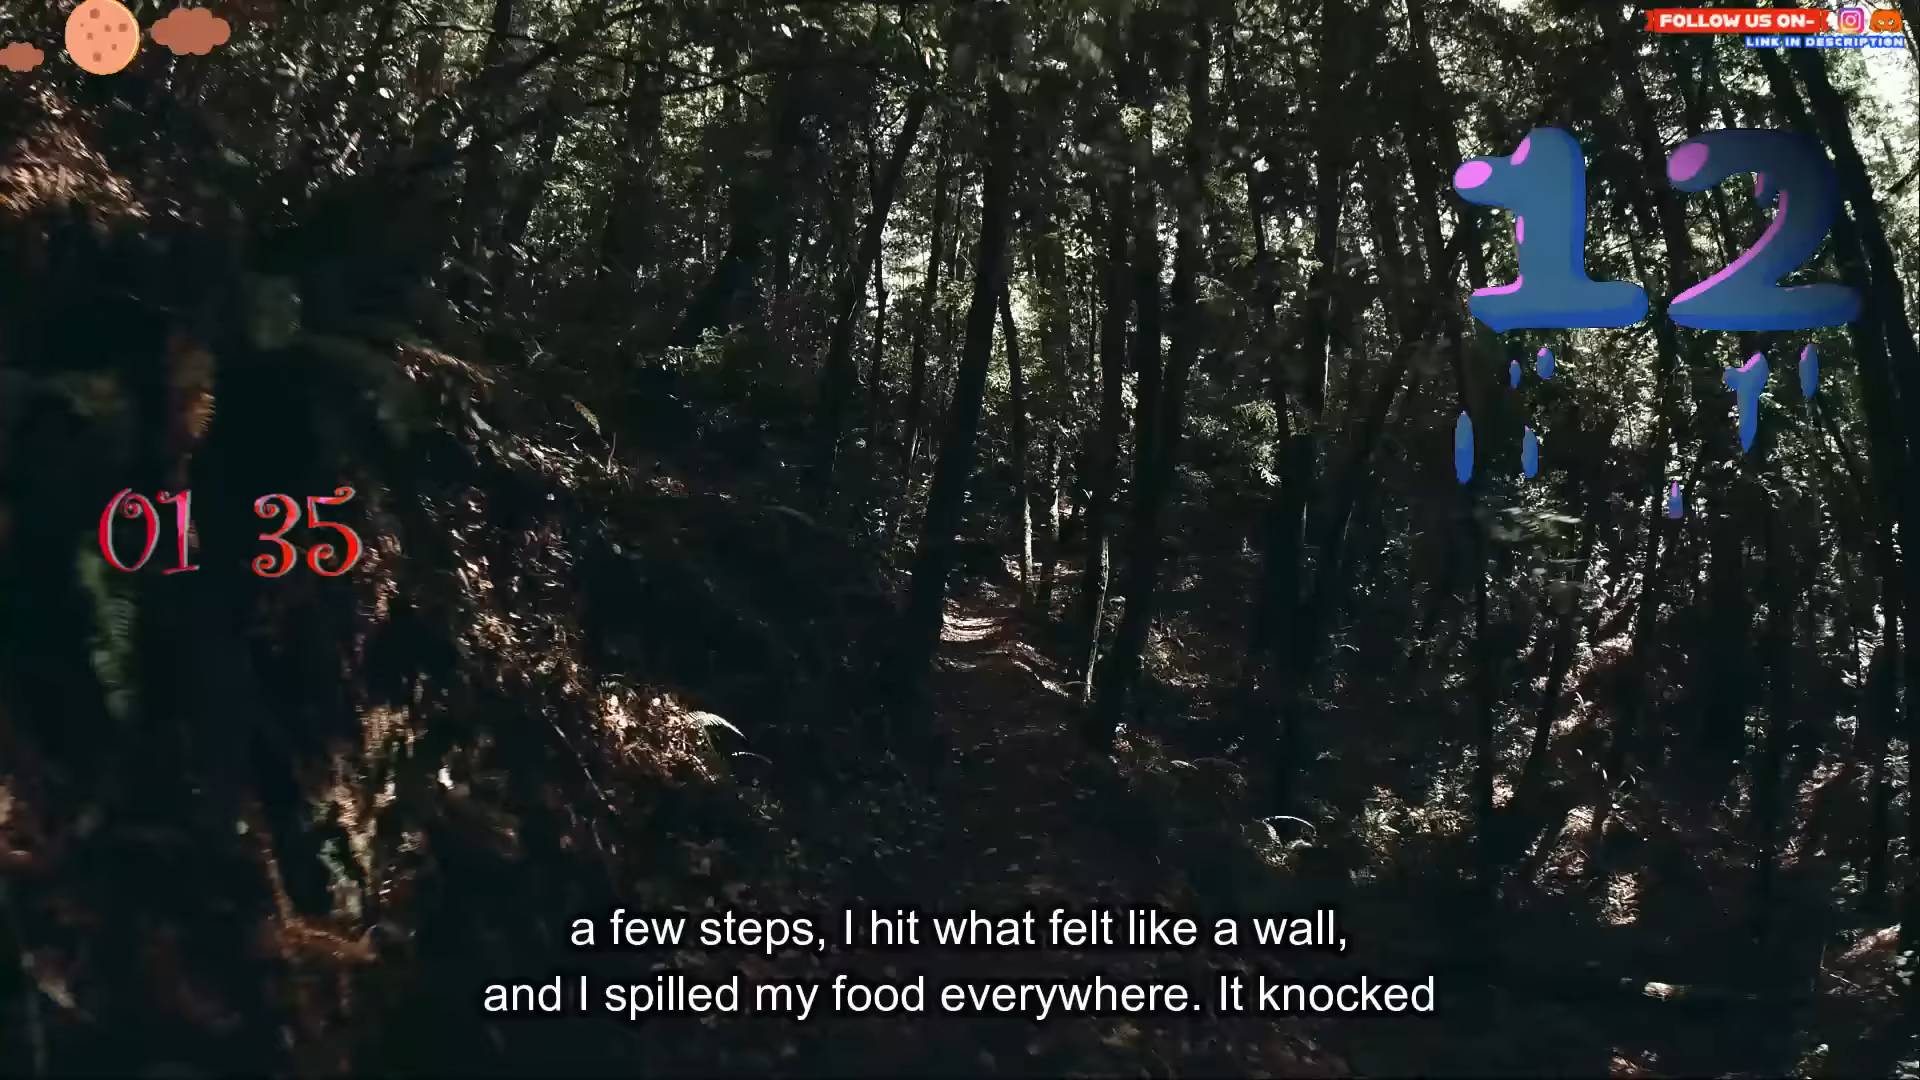 FOLLOW US ON-
LINK IN DESCRIPTION
12
01 35
a few steps, I hit what felt like a wall,
and I spilled my food everywhere. It knocked